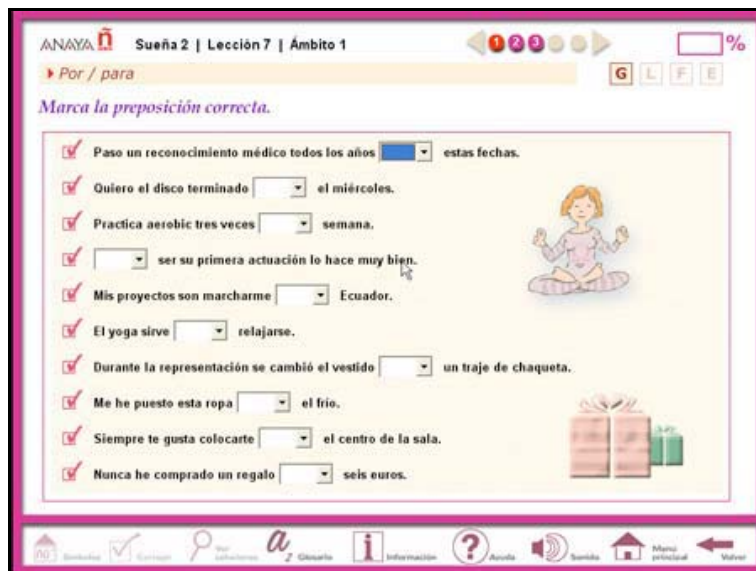 ANAYA ñ Sueña 2 | Lección 7 | Ámbito 1 1 2 3 %
Por / para G L F E
Marca la preposición correcta.
Paso un reconocimiento médico todos los años estas fechas.
Quiero el disco terminado el miércoles.
Practica aerobic tres veces semana.
ser su primera actuación lo hace muy bien.
Mis proyectos son marcharme Ecuador.
El yoga sirve relajarse.
Durante la representación se cambió el vestido un traje de chaqueta.
Me he puesto esta ropa el frío.
Siempre te gusta colocarte el centro de la sala.
Nunca he comprado un regalo seis euros.
Glosario Información Ayuda Sonido Menú principal Volver